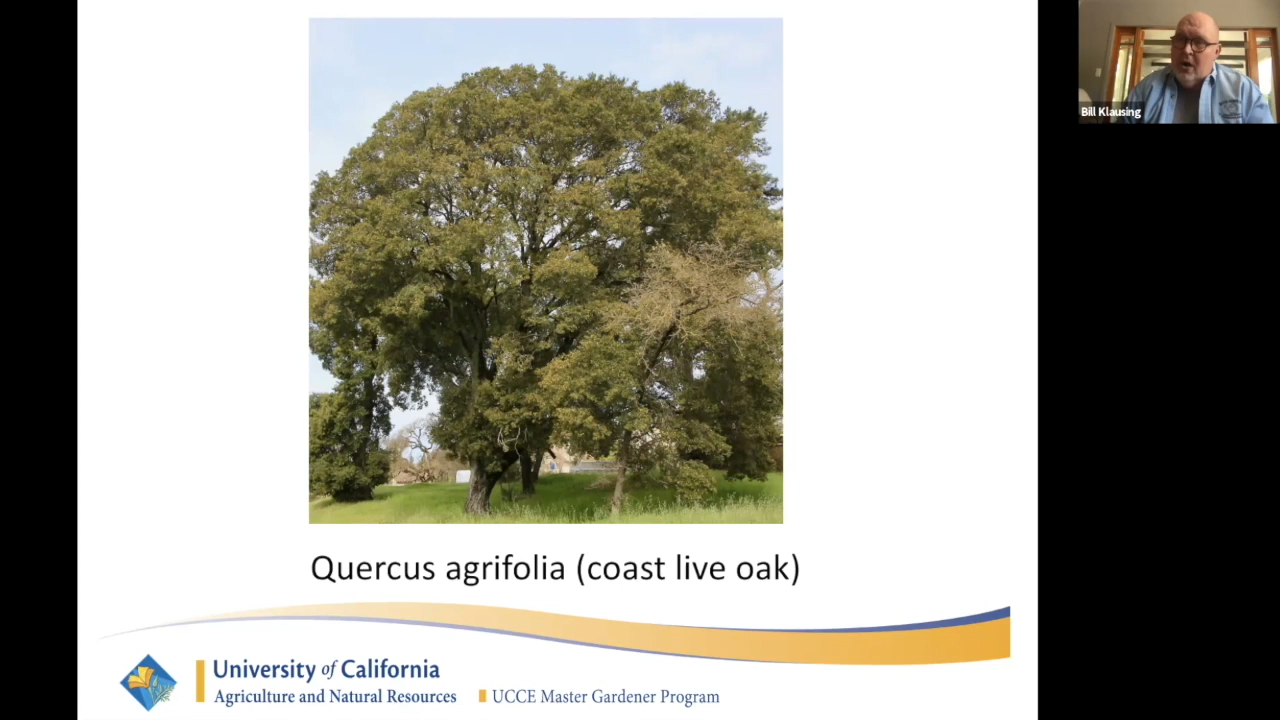 Bill Klausing
Quercus agrifolia (coast live oak)
University of California
Agriculture and Natural Resources
UCCE Master Gardener Program